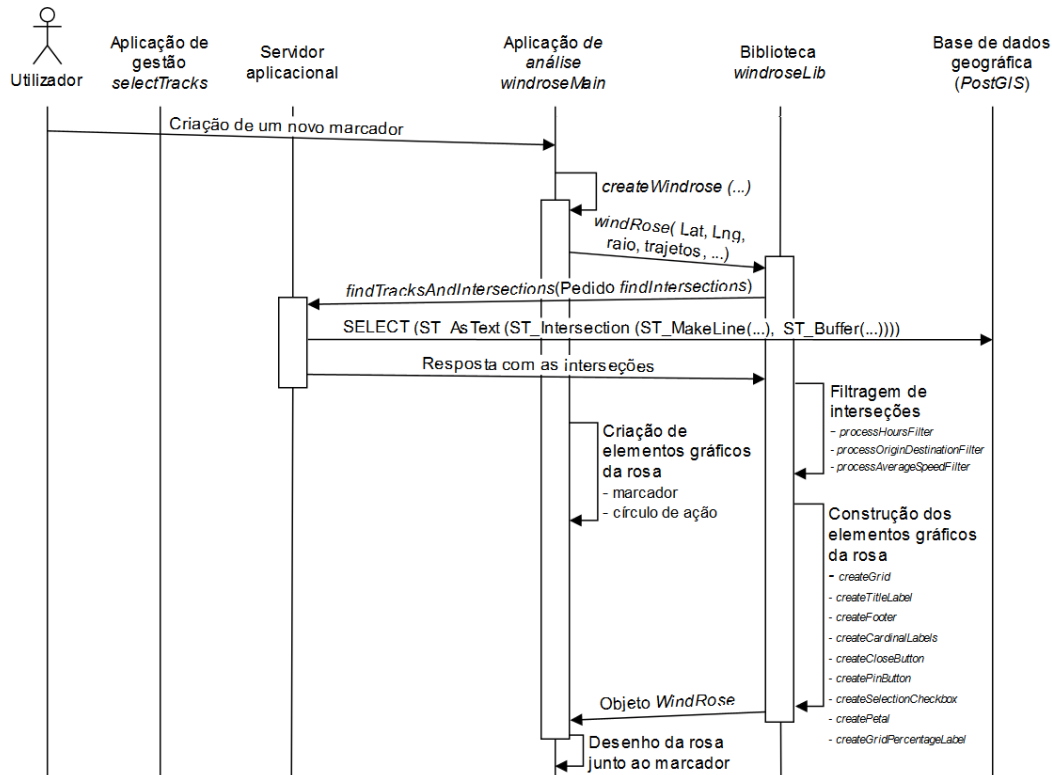 Utilizador
Aplicação de
gestão
selectTracks
Servidor
aplicacional
Aplicação de
análise
windroseMain
Biblioteca
windroseLib
Base de dados
geográfica
(PostGIS)
Criação de um novo marcador
createWindrose (...)
windRose( Lat, Lng,
raio, trajetos, ...)
findTracksAndIntersections(Pedido findIntersections)
SELECT (ST_AsText (ST_Intersection (ST_MakeLine(...), ST_Buffer(...))))
Resposta com as interseções
Filtragem de
interseções
- processHoursFilter
- processOriginDestinationFilter
- processAverageSpeedFilter
Criação de
elementos gráficos
da rosa
- marcador
- círculo de ação
Construção dos
elementos gráficos
da rosa
- createGrid
- createTitleLabel
- createFooter
- createCardinalLabels
- createCloseButton
- createPinButton
- createSelectionCheckbox
- createPetal
- createGridPercentageLabel
Objeto WindRose
Desenho da rosa
junto ao marcador